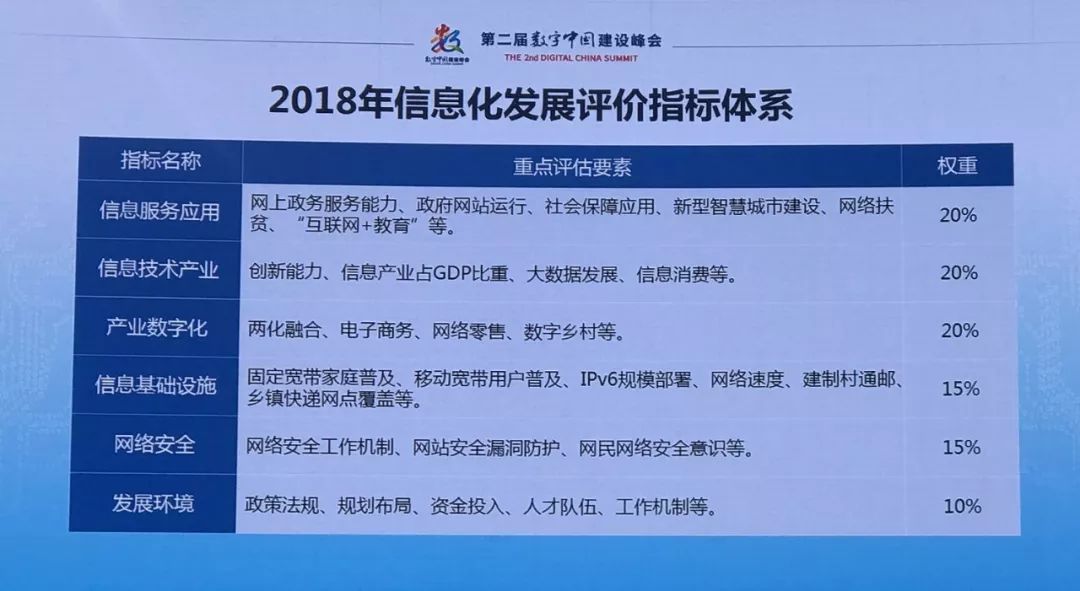 数字中国建设峰会
第二届数字中国建设峰会
THE 2nd DIGITAL CHINA SUMMIT
2018年信息化发展评价指标体系
指标名称 重点评估要素 权重
信息服务应用 网上政务服务能力、政府网站运行、社会保障应用、新型智慧城市建设、网络扶
贫、“互联网+教育”等。 20%
信息技术产业 创新能力、信息产业占GDP比重、大数据发展、信息消费等。 20%
产业数字化 两化融合、电子商务、网络零售、数字乡村等。 20%
信息基础设施 固定宽带家庭普及、移动宽带用户普及、IPv6规模部署、网络速度、建制村通邮、
乡镇快递网点覆盖等。 15%
网络安全 网络安全工作机制、网站安全漏洞防护、网民网络安全意识等。 15%
发展环境 政策法规、规划布局、资金投入、人才队伍、工作机制等。 10%